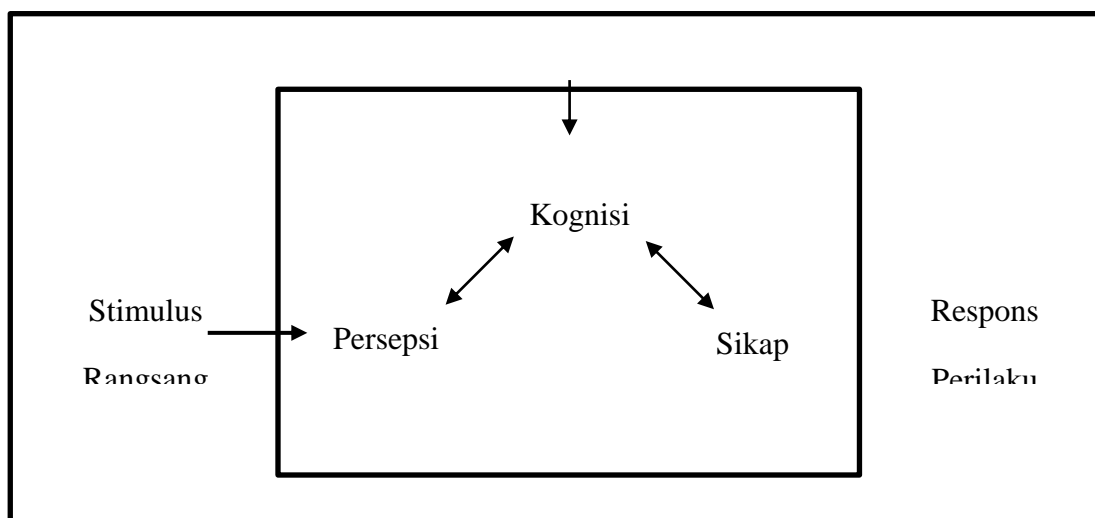 Kognisi
Stimulus
Respons
Persepsi
Sikap
Rangsang
Perilaku